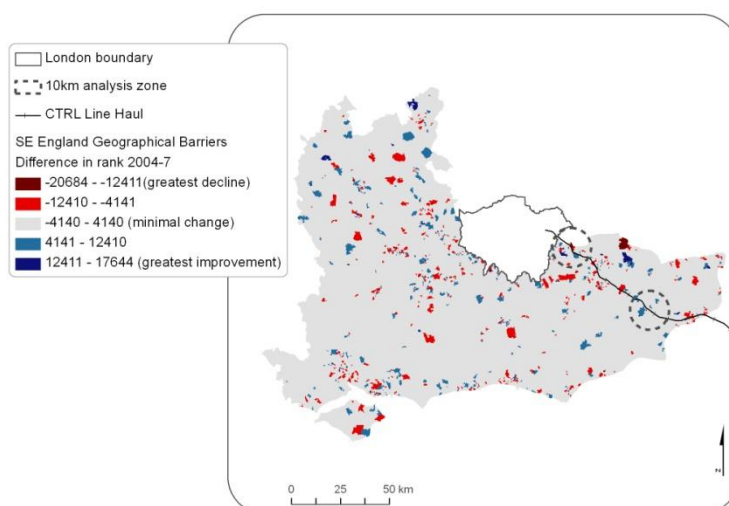 London boundary
10km analysis zone
CTRL Line Haul
SE England Geographical Barriers
Difference in rank 2004-7
-20684 - -12411(greatest decline)
-12410 - -4141
-4140 - 4140 (minimal change)
4141 - 12410
12411 - 17644 (greatest improvement)
N
0 25 50 km